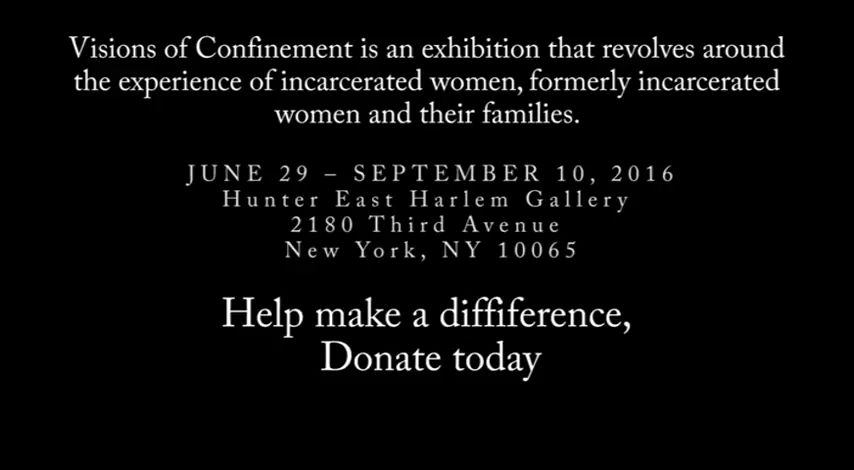 Visions of Confinement is an exhibition that revolves around
the experience of incarcerated women, formerly incarcerated
women and their families.
JUNE 29 – SEPTEMBER 10, 2016
Hunter East Harlem Gallery
2180 Third Avenue
New York, NY 10065
Help make a diffiference,
Donate today